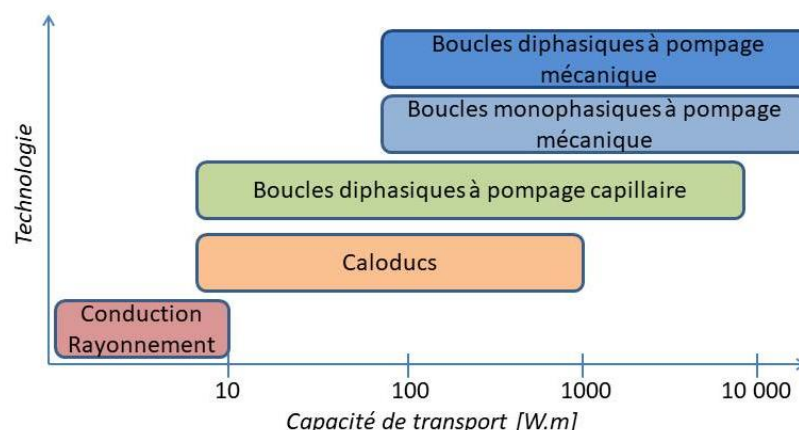 Boucles diphasiques à pompage
mécanique
Boucles monophasiques à pompage
mécanique
Boucles diphasiques à pompage capillaire
Caloducs
Conduction
Rayonnement
Technologie
10
100
1000
10 000
Capacité de transport [W.m]